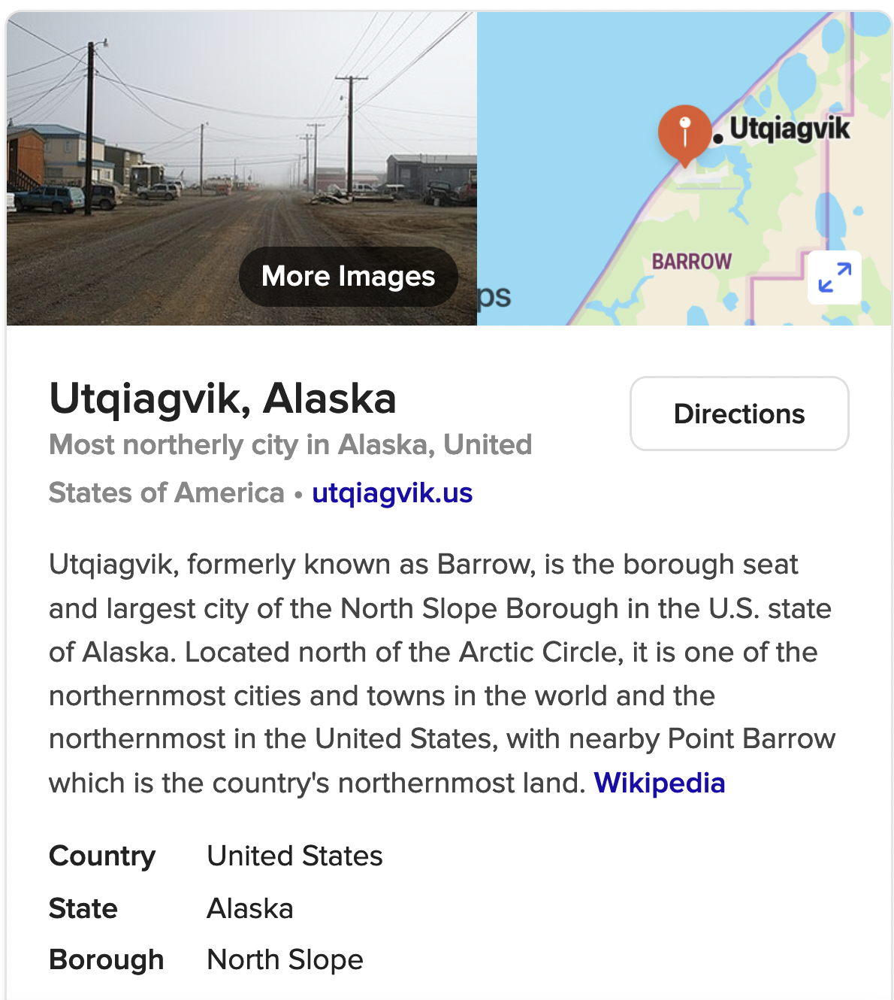 More Images
Utqiagvik
BARROW
ps
Utqiagvik, Alaska
Directions
Most northerly city in Alaska, United
States of America • utqiagvik.us
Utqiagvik, formerly known as Barrow, is the borough seat
and largest city of the North Slope Borough in the U.S. state
of Alaska. Located north of the Arctic Circle, it is one of the
northernmost cities and towns in the world and the
northernmost in the United States, with nearby Point Barrow
which is the country's northernmost land. Wikipedia
Country United States
State Alaska
Borough North Slope